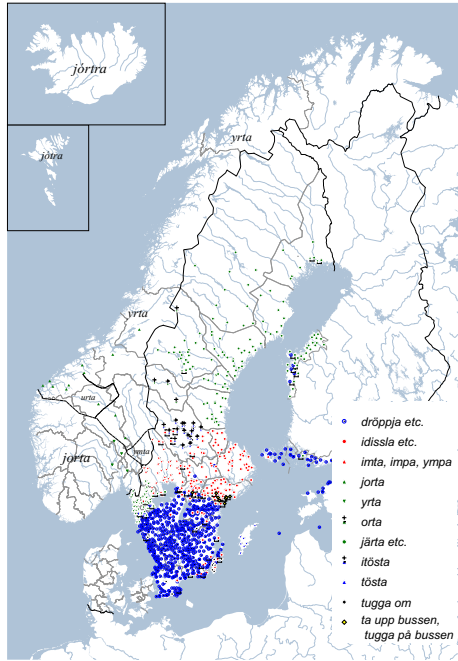 jórtra
jótra
yrta
yrta
urta
ymta
jorta
dröppja etc.
idissla etc.
imta, impa, ympa
jorta
yrta
orta
järta etc.
itösta
tösta
tugga om
ta upp bussen,
tugga på bussen